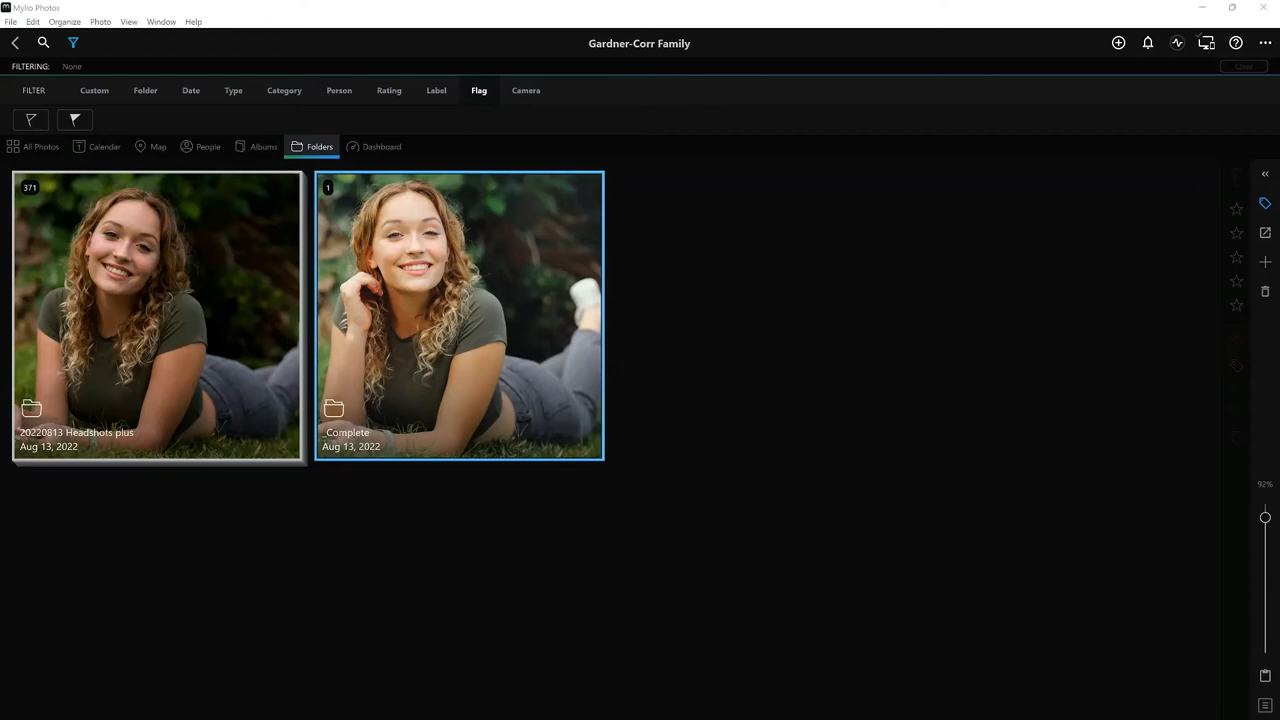 Mylio Photos
File Edit Organize Photo View Window Help
Gardner-Corr Family
FILTERING: None Clear
FILTER Custom Folder Date Type Category Person Rating Label Flag Camera
All Photos Calendar Map People Albums Folders Dashboard
371
20220813 Headshots plus
Aug 13, 2022
1
_Complete
Aug 13, 2022
92%